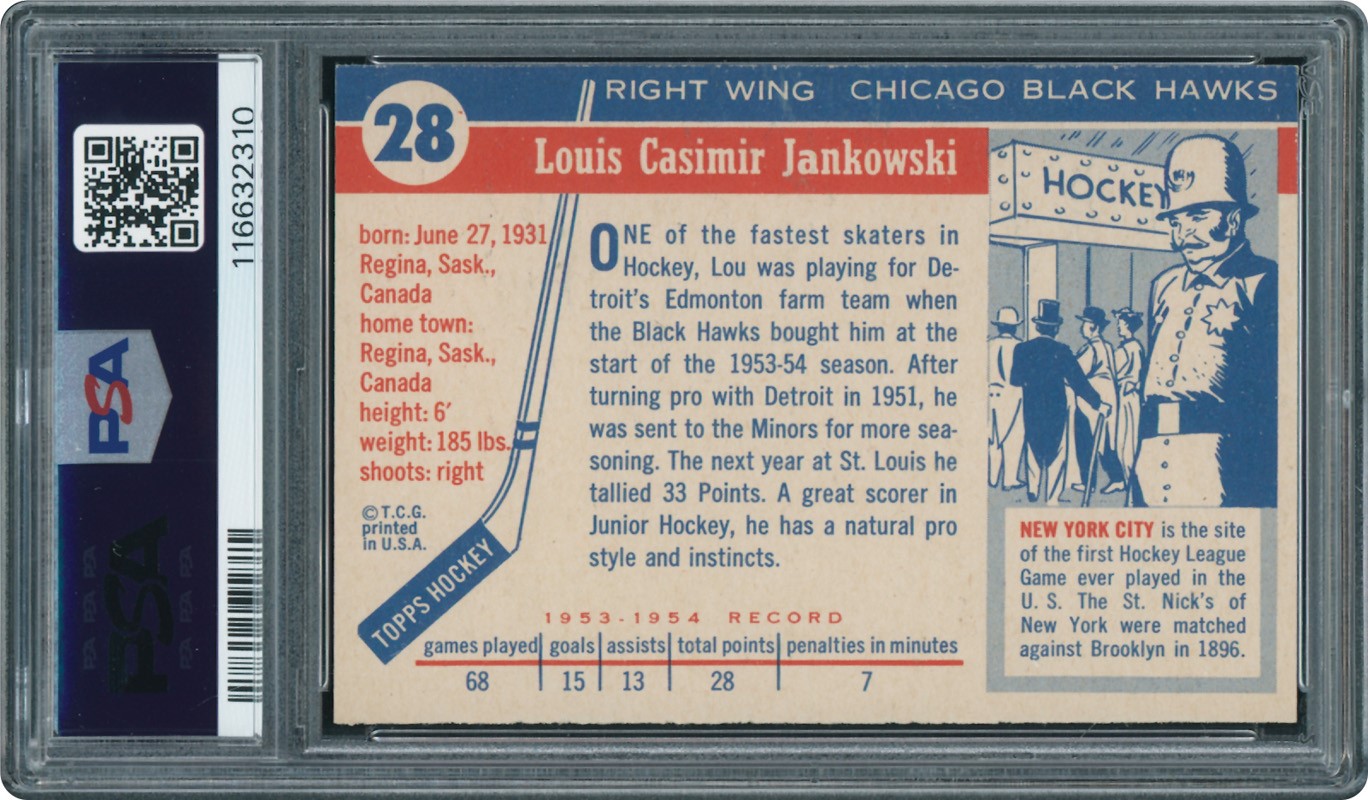 116632310
PSA
PSA
28
RIGHT WING CHICAGO BLACK HAWKS
Louis Casimir Jankowski
born: June 27, 1931
Regina, Sask.,
Canada
home town:
Regina, Sask.,
Canada
height: 6′
weight: 185 lbs.
shoots: right
© T.C.G.
printed
in U.S.A.
TOPPS HOCKEY
ONE of the fastest skaters in
Hockey, Lou was playing for De-
troit's Edmonton farm team when
the Black Hawks bought him at the
start of the 1953-54 season. After
turning pro with Detroit in 1951, he
was sent to the Minors for more sea-
soning. The next year at St. Louis he
tallied 33 Points. A great scorer in
Junior Hockey, he has a natural pro
style and instincts.
1953-1954 RECORD
games played goals assists total points penalties in minutes
68 15 13 28 7
HOCKEY
NEW YORK CITY is the site
of the first Hockey League
Game ever played in the
U. S. The St. Nick's of
New York were matched
against Brooklyn in 1896.